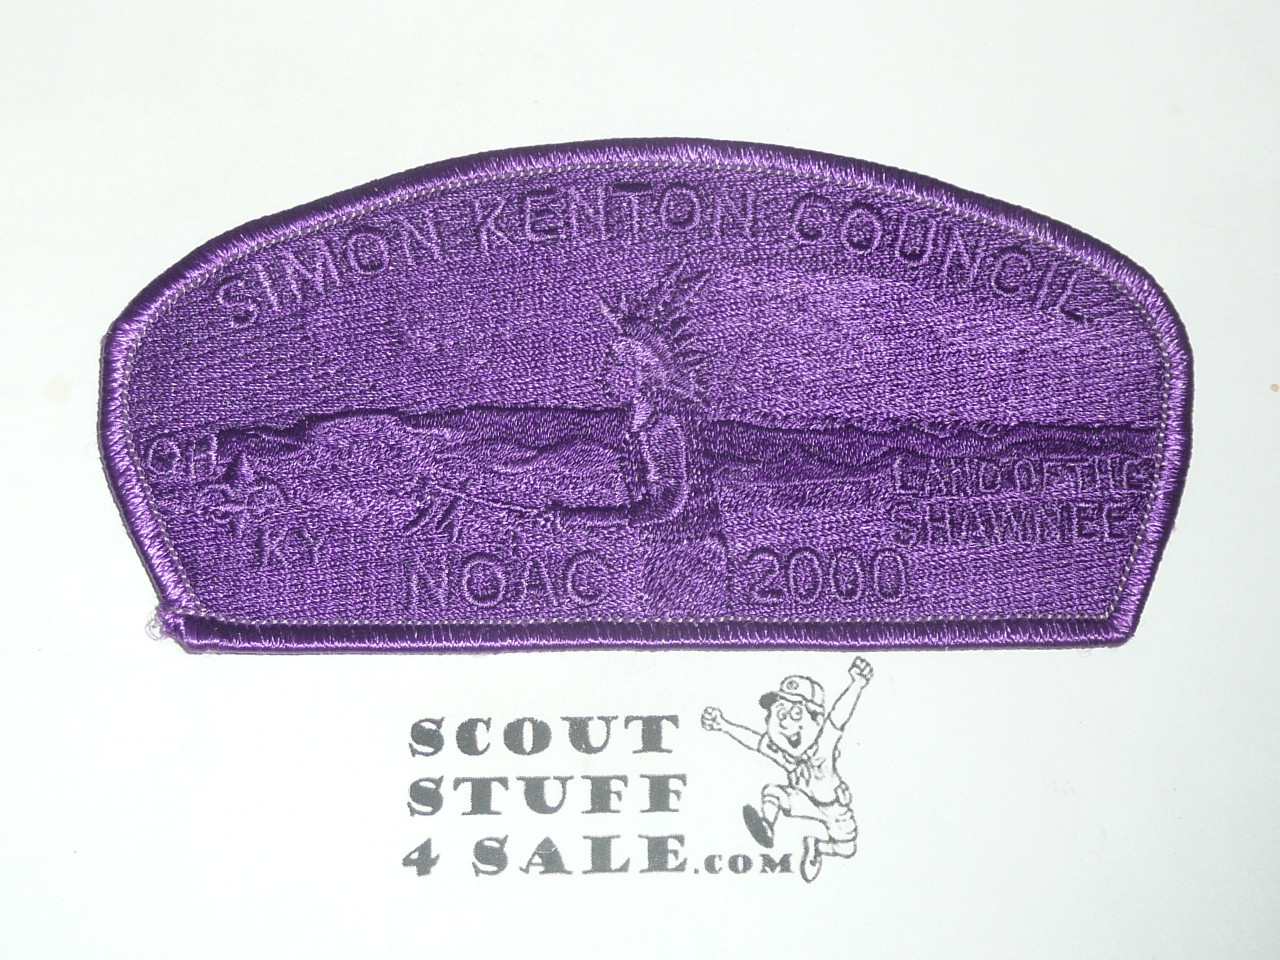 SIMON KENTON COUNCIL
OH
KY
LAND OF THE
SHAWNEE
NOAC 2000
SCOUT
STUFF
4 SALE.COM